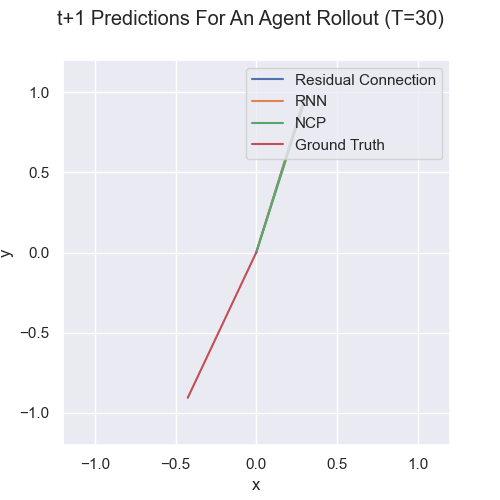 t+1 Predictions For An Agent Rollout (T=30)
Residual Connection
RNN
NCP
Ground Truth
1.0
0.5
0.0
−0.5
−1.0
y
−1.0 −0.5 0.0 0.5 1.0
x